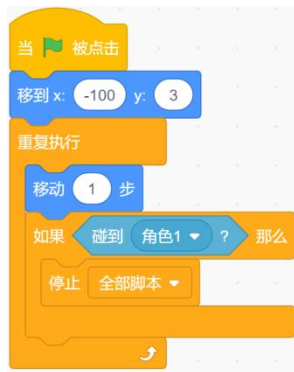 当 被点击
移到 x: -100 y: 3
重复执行
移动 1 步
如果 碰到 角色1 ? 那么
停止 全部脚本